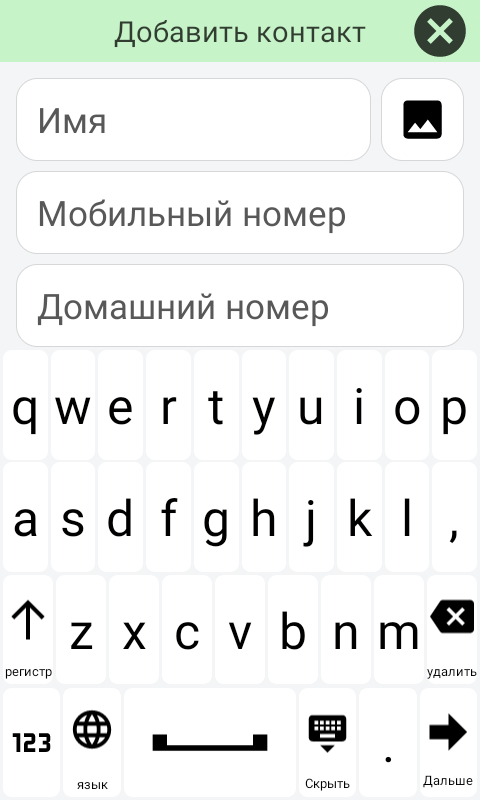 Добавить контакт
Имя
Мобильный номер
Домашний номер
q w e r t y u i o p
a s d f g h j k l ,
z x c v b n m
регистр удалить
123 .
язык Скрыть Дальше